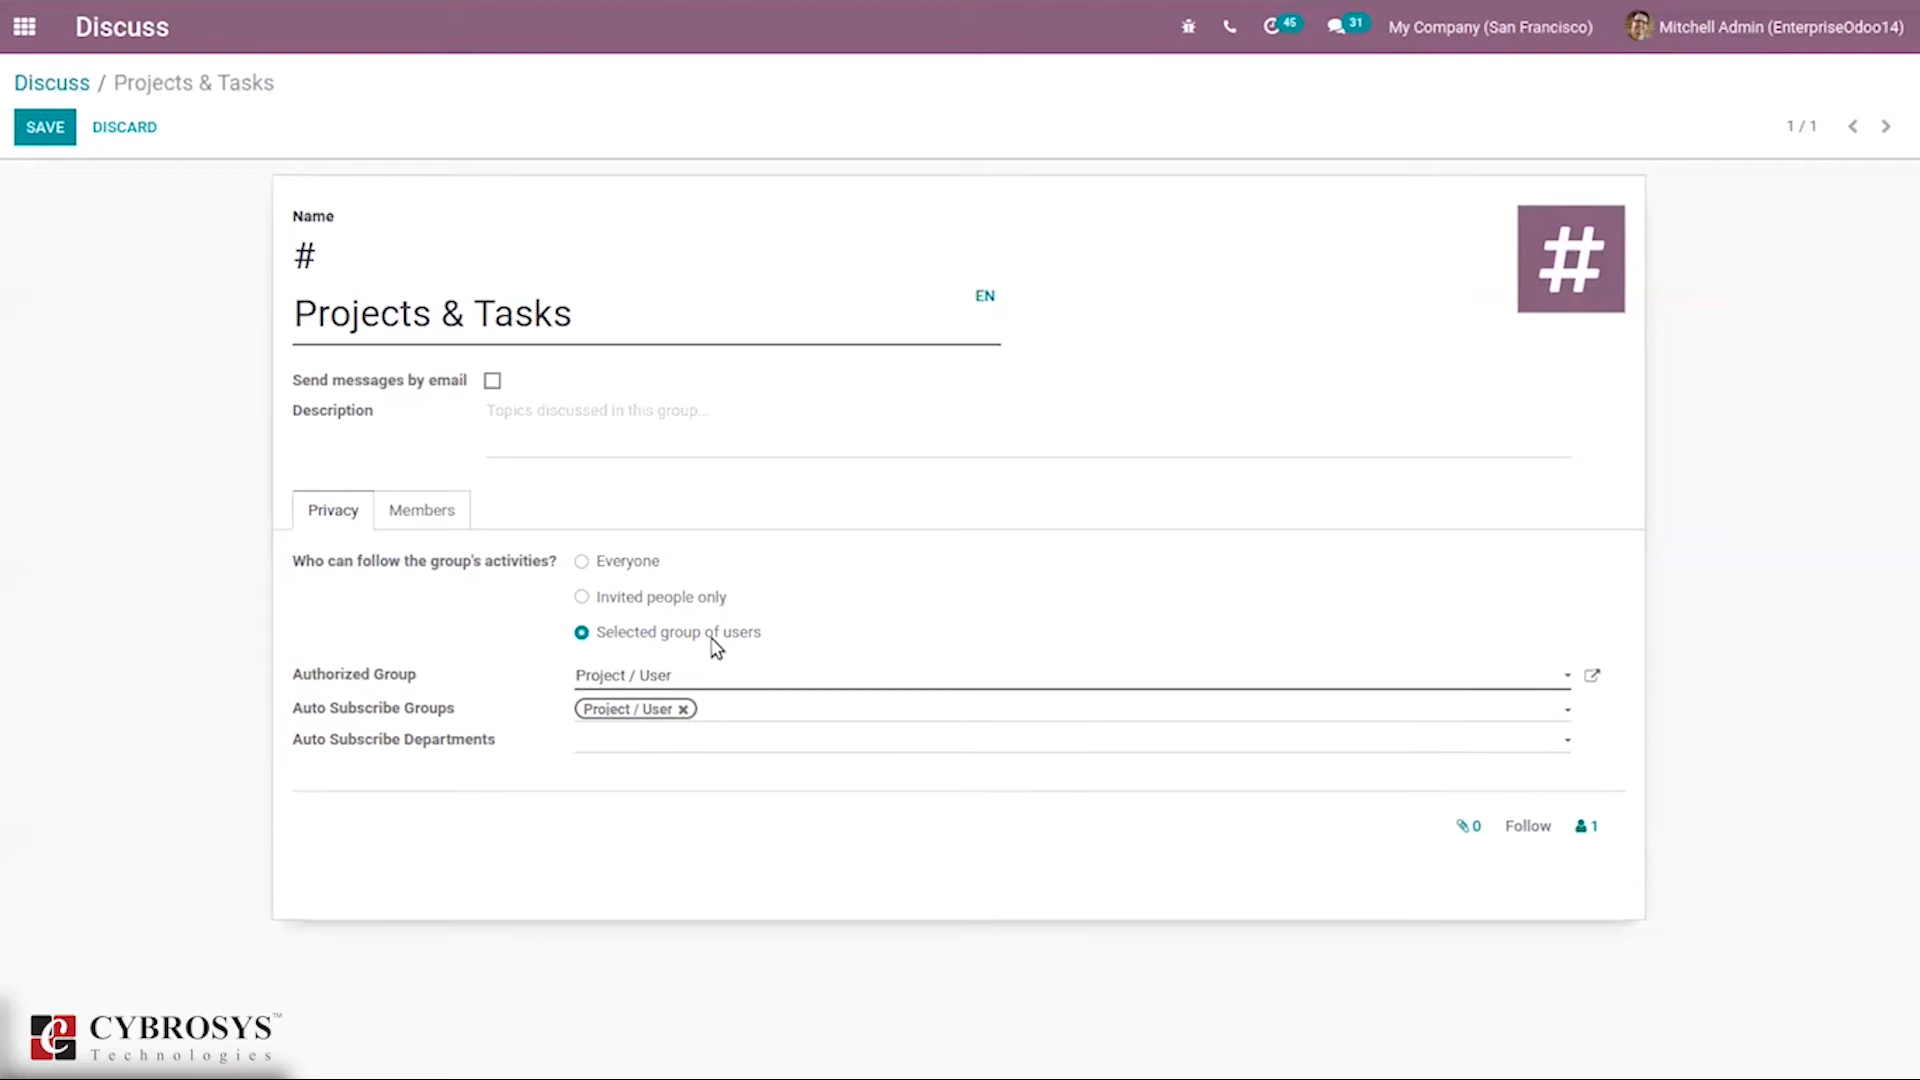 Discuss
45
31
My Company (San Francisco)
Mitchell Admin (EnterpriseOdoo14)
Discuss / Projects & Tasks
SAVE
DISCARD
1 / 1
Name
#
#
Projects & Tasks
EN
Send messages by email
Description
Topics discussed in this group...
Privacy
Members
Who can follow the group's activities?
Everyone
Invited people only
Selected group of users
Authorized Group
Project / User
Auto Subscribe Groups
Project / User ×
Auto Subscribe Departments
0
Follow
1
CYBROSYS™
Technologies